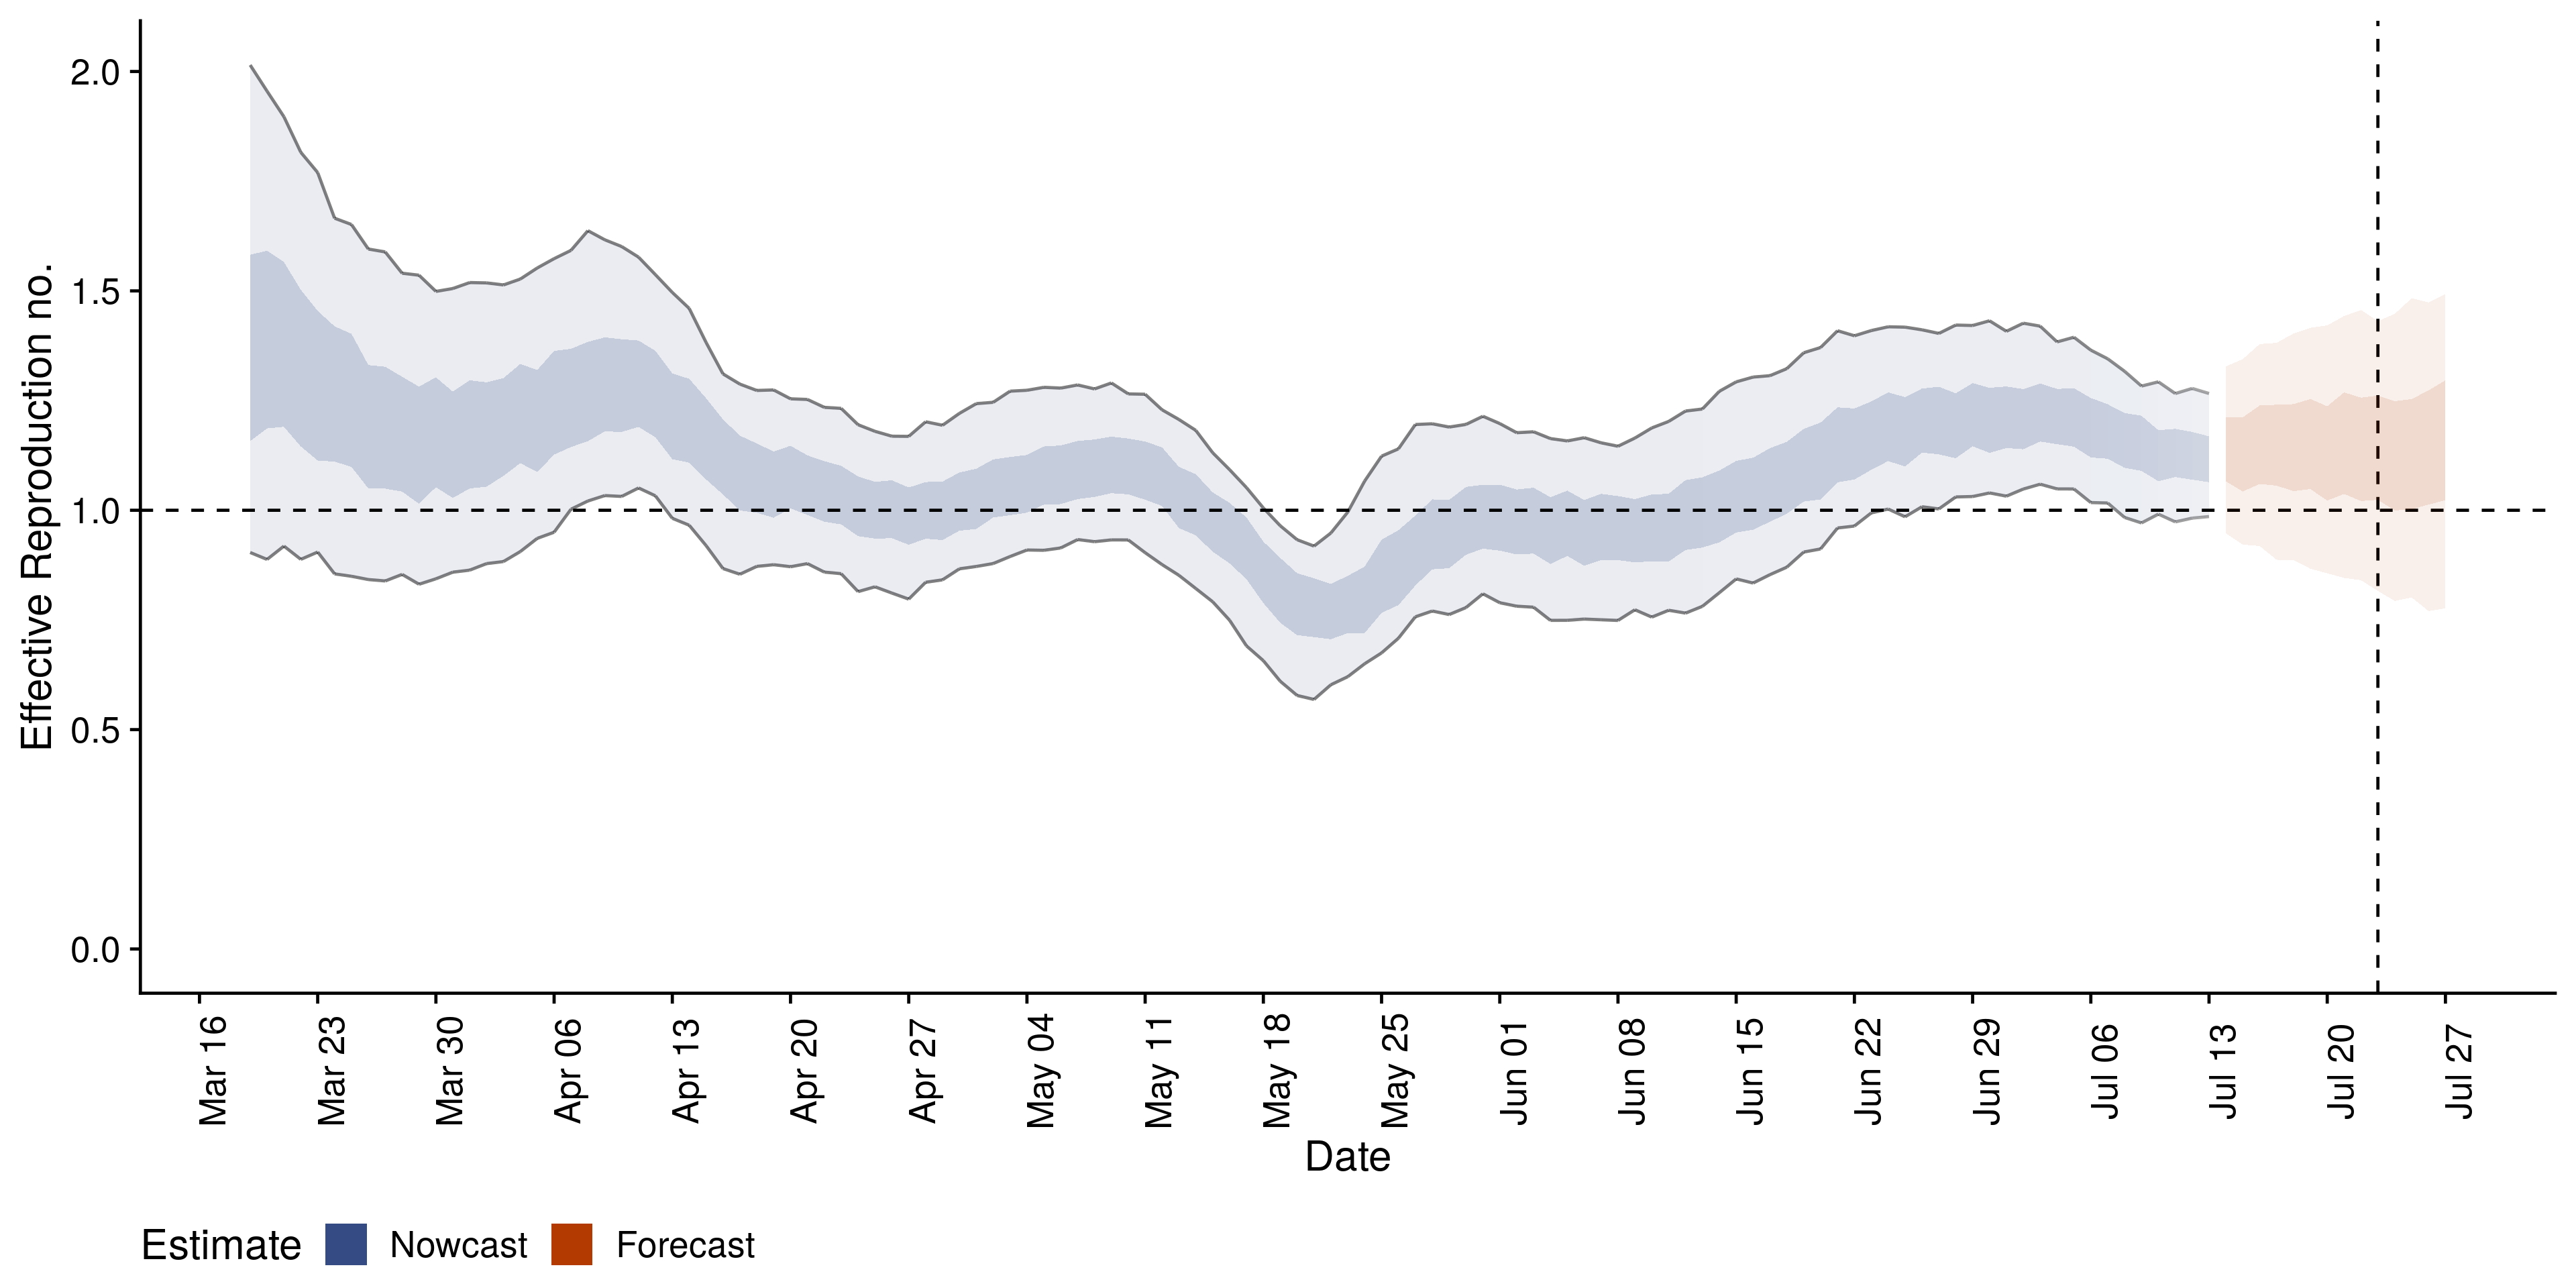 Effective Reproduction no.
2.0
1.5
1.0
0.5
0.0
Mar 16
Mar 23
Mar 30
Apr 06
Apr 13
Apr 20
Apr 27
May 04
May 11
May 18
May 25
Jun 01
Jun 08
Jun 15
Jun 22
Jun 29
Jul 06
Jul 13
Jul 20
Jul 27
Date
Estimate Nowcast Forecast